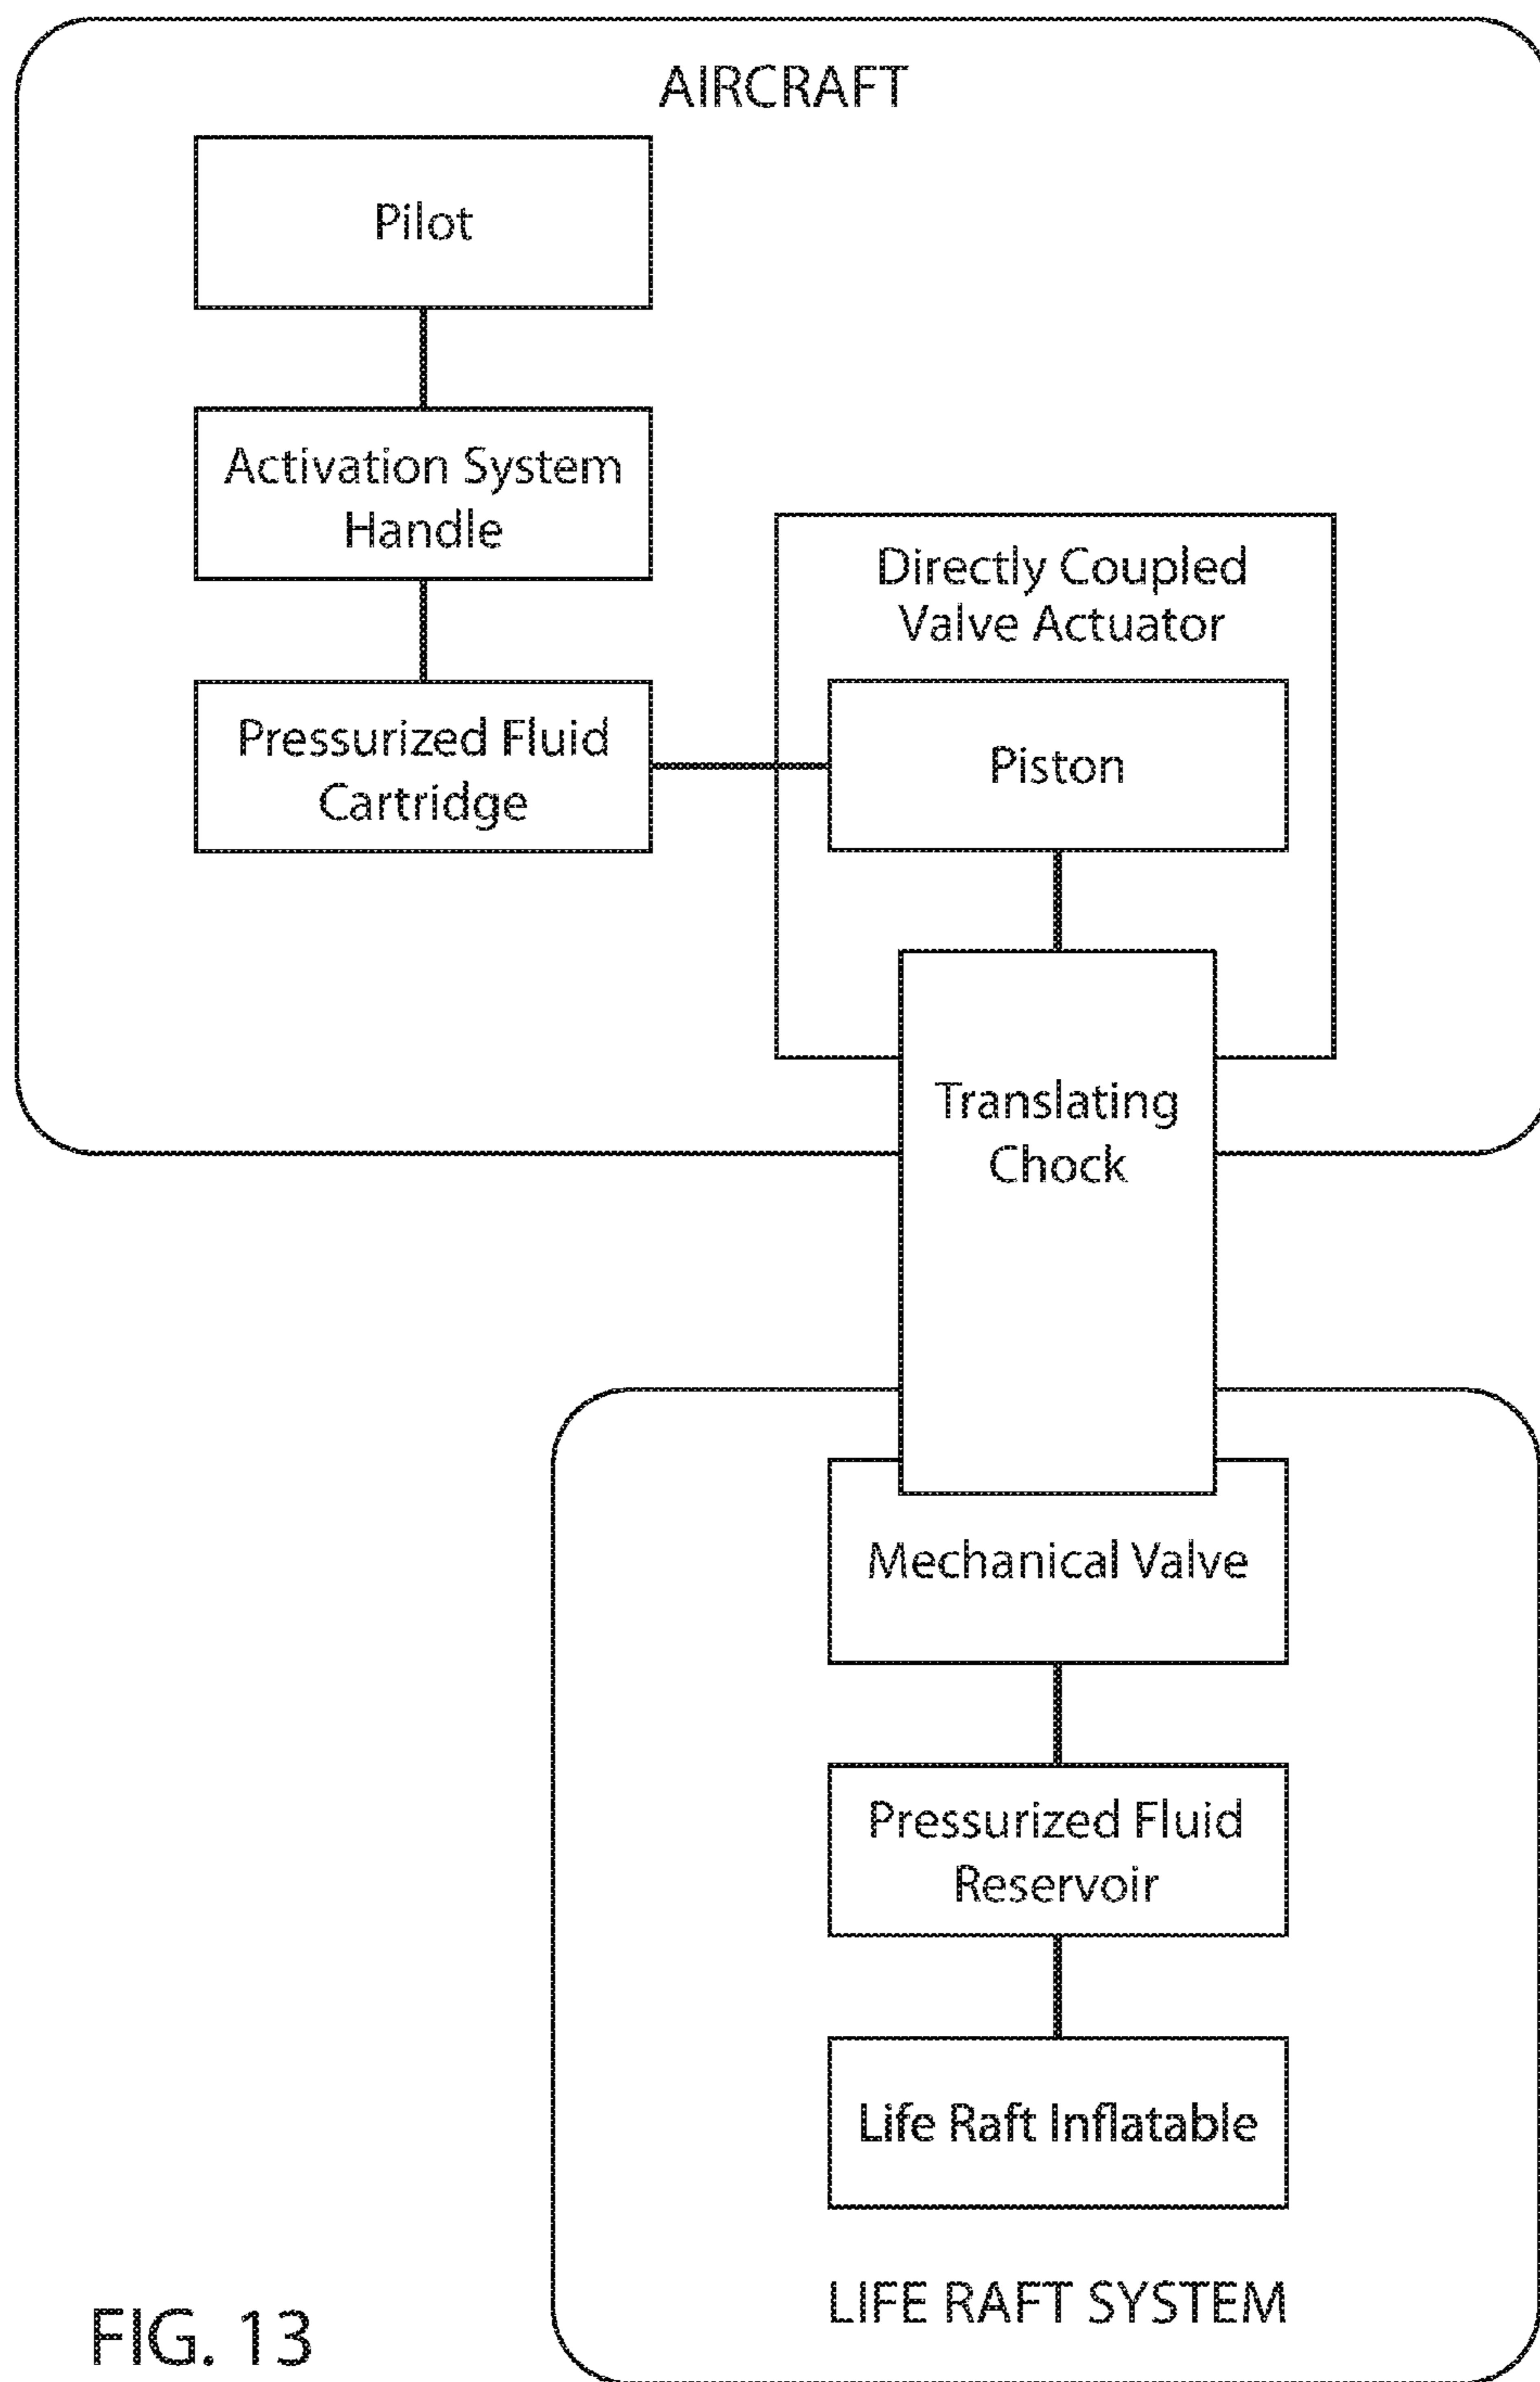 AIRCRAFT
Pilot
Activation System
Handle
Pressurized Fluid
Cartridge
Directly Coupled
Valve Actuator
Piston
Translating
Chock
Mechanical Valve
Pressurized Fluid
Reservoir
Life Raft Inflatable
LIFE RAFT SYSTEM
FIG. 13